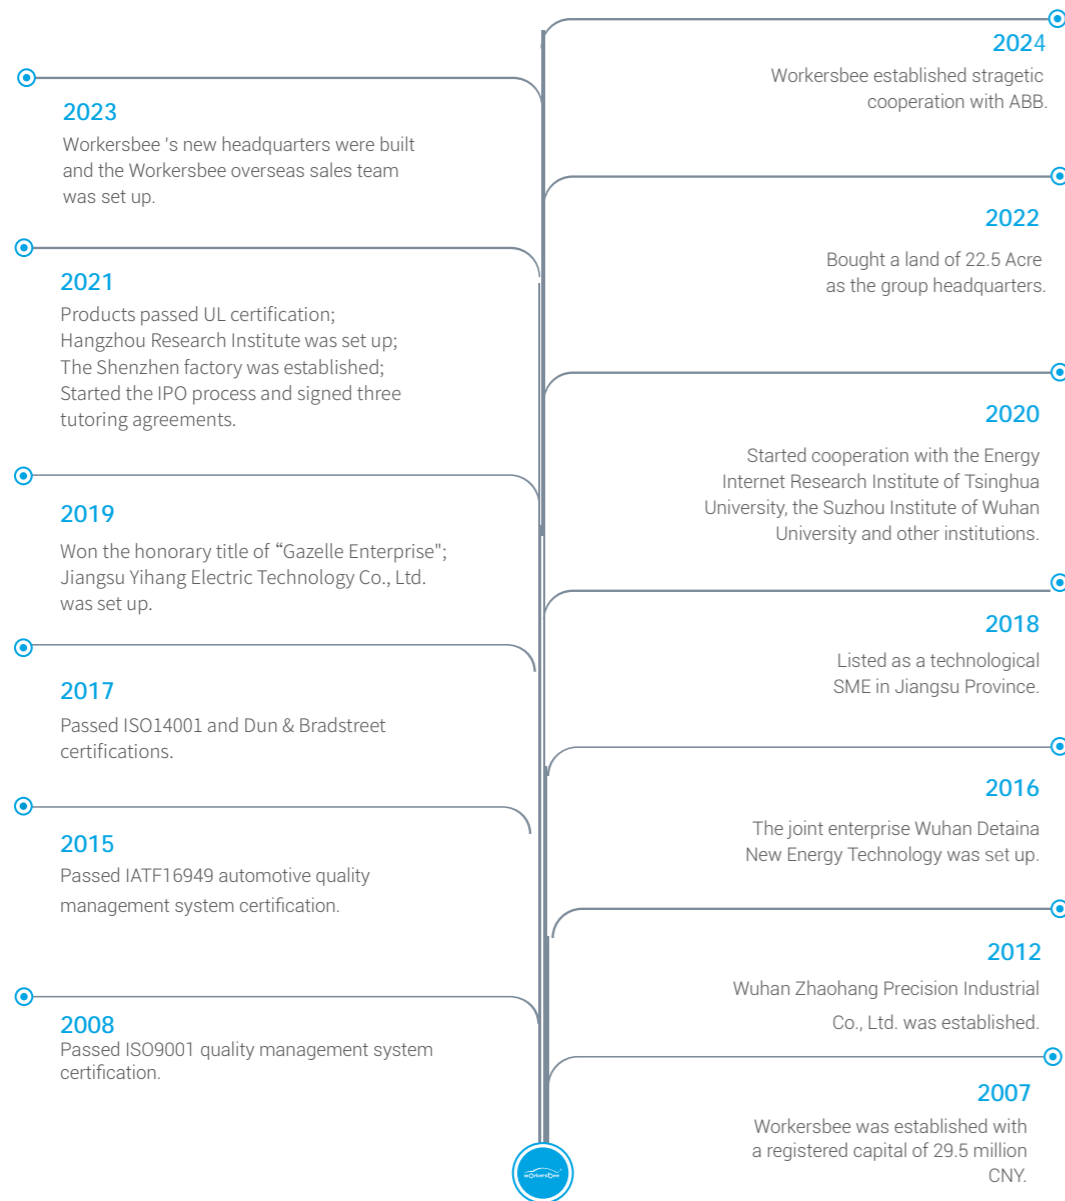 2024
Workersbee established stragetic
cooperation with ABB.
2023
Workersbee 's new headquarters were built
and the Workersbee overseas sales team
was set up.
2022
Bought a land of 22.5 Acre
as the group headquarters.
2021
Products passed UL certification;
Hangzhou Research Institute was set up;
The Shenzhen factory was established;
Started the IPO process and signed three
tutoring agreements.
2020
Started cooperation with the Energy
Internet Research Institute of Tsinghua
University, the Suzhou Institute of Wuhan
University and other institutions.
2019
Won the honorary title of “Gazelle Enterprise";
Jiangsu Yihang Electric Technology Co., Ltd.
was set up.
2018
Listed as a technological
SME in Jiangsu Province.
2017
Passed ISO14001 and Dun & Bradstreet
certifications.
2016
The joint enterprise Wuhan Detaina
New Energy Technology was set up.
2015
Passed IATF16949 automotive quality
management system certification.
2012
Wuhan Zhaohang Precision Industrial
Co., Ltd. was established.
2008
Passed ISO9001 quality management system
certification.
2007
Workersbee was established with
a registered capital of 29.5 million
CNY.
workersbee